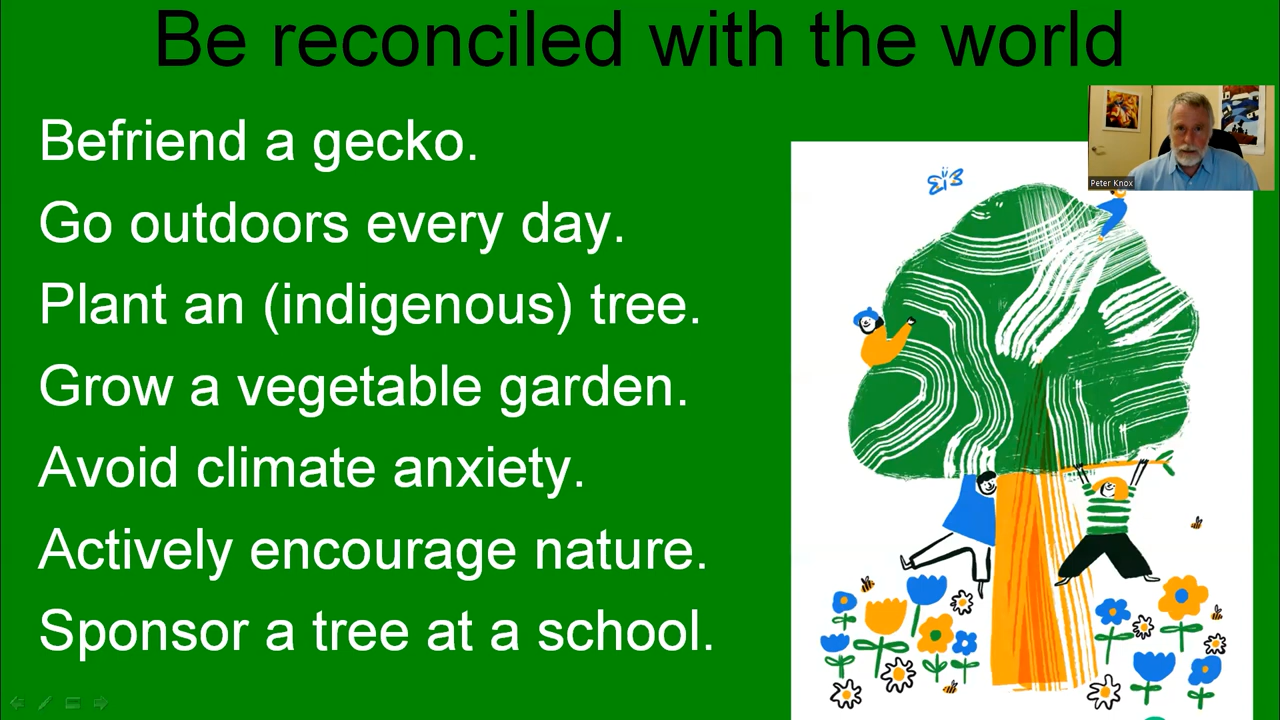 Be reconciled with the world
Befriend a gecko.
Go outdoors every day.
Plant an (indigenous) tree.
Grow a vegetable garden.
Avoid climate anxiety.
Actively encourage nature.
Sponsor a tree at a school.
Peter Knox